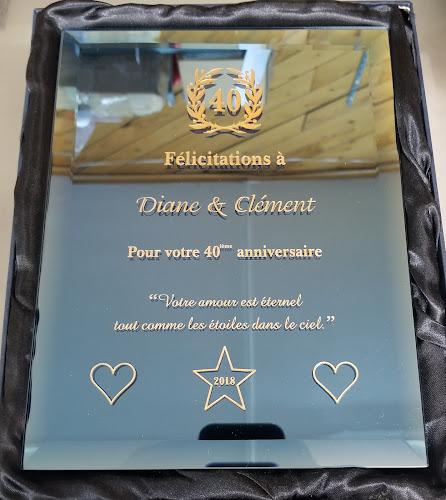 40
Félicitations à
Diane & Clément
Pour votre 40ième anniversaire
“Votre amour est éternel
tout comme les étoiles dans le ciel.”
2018